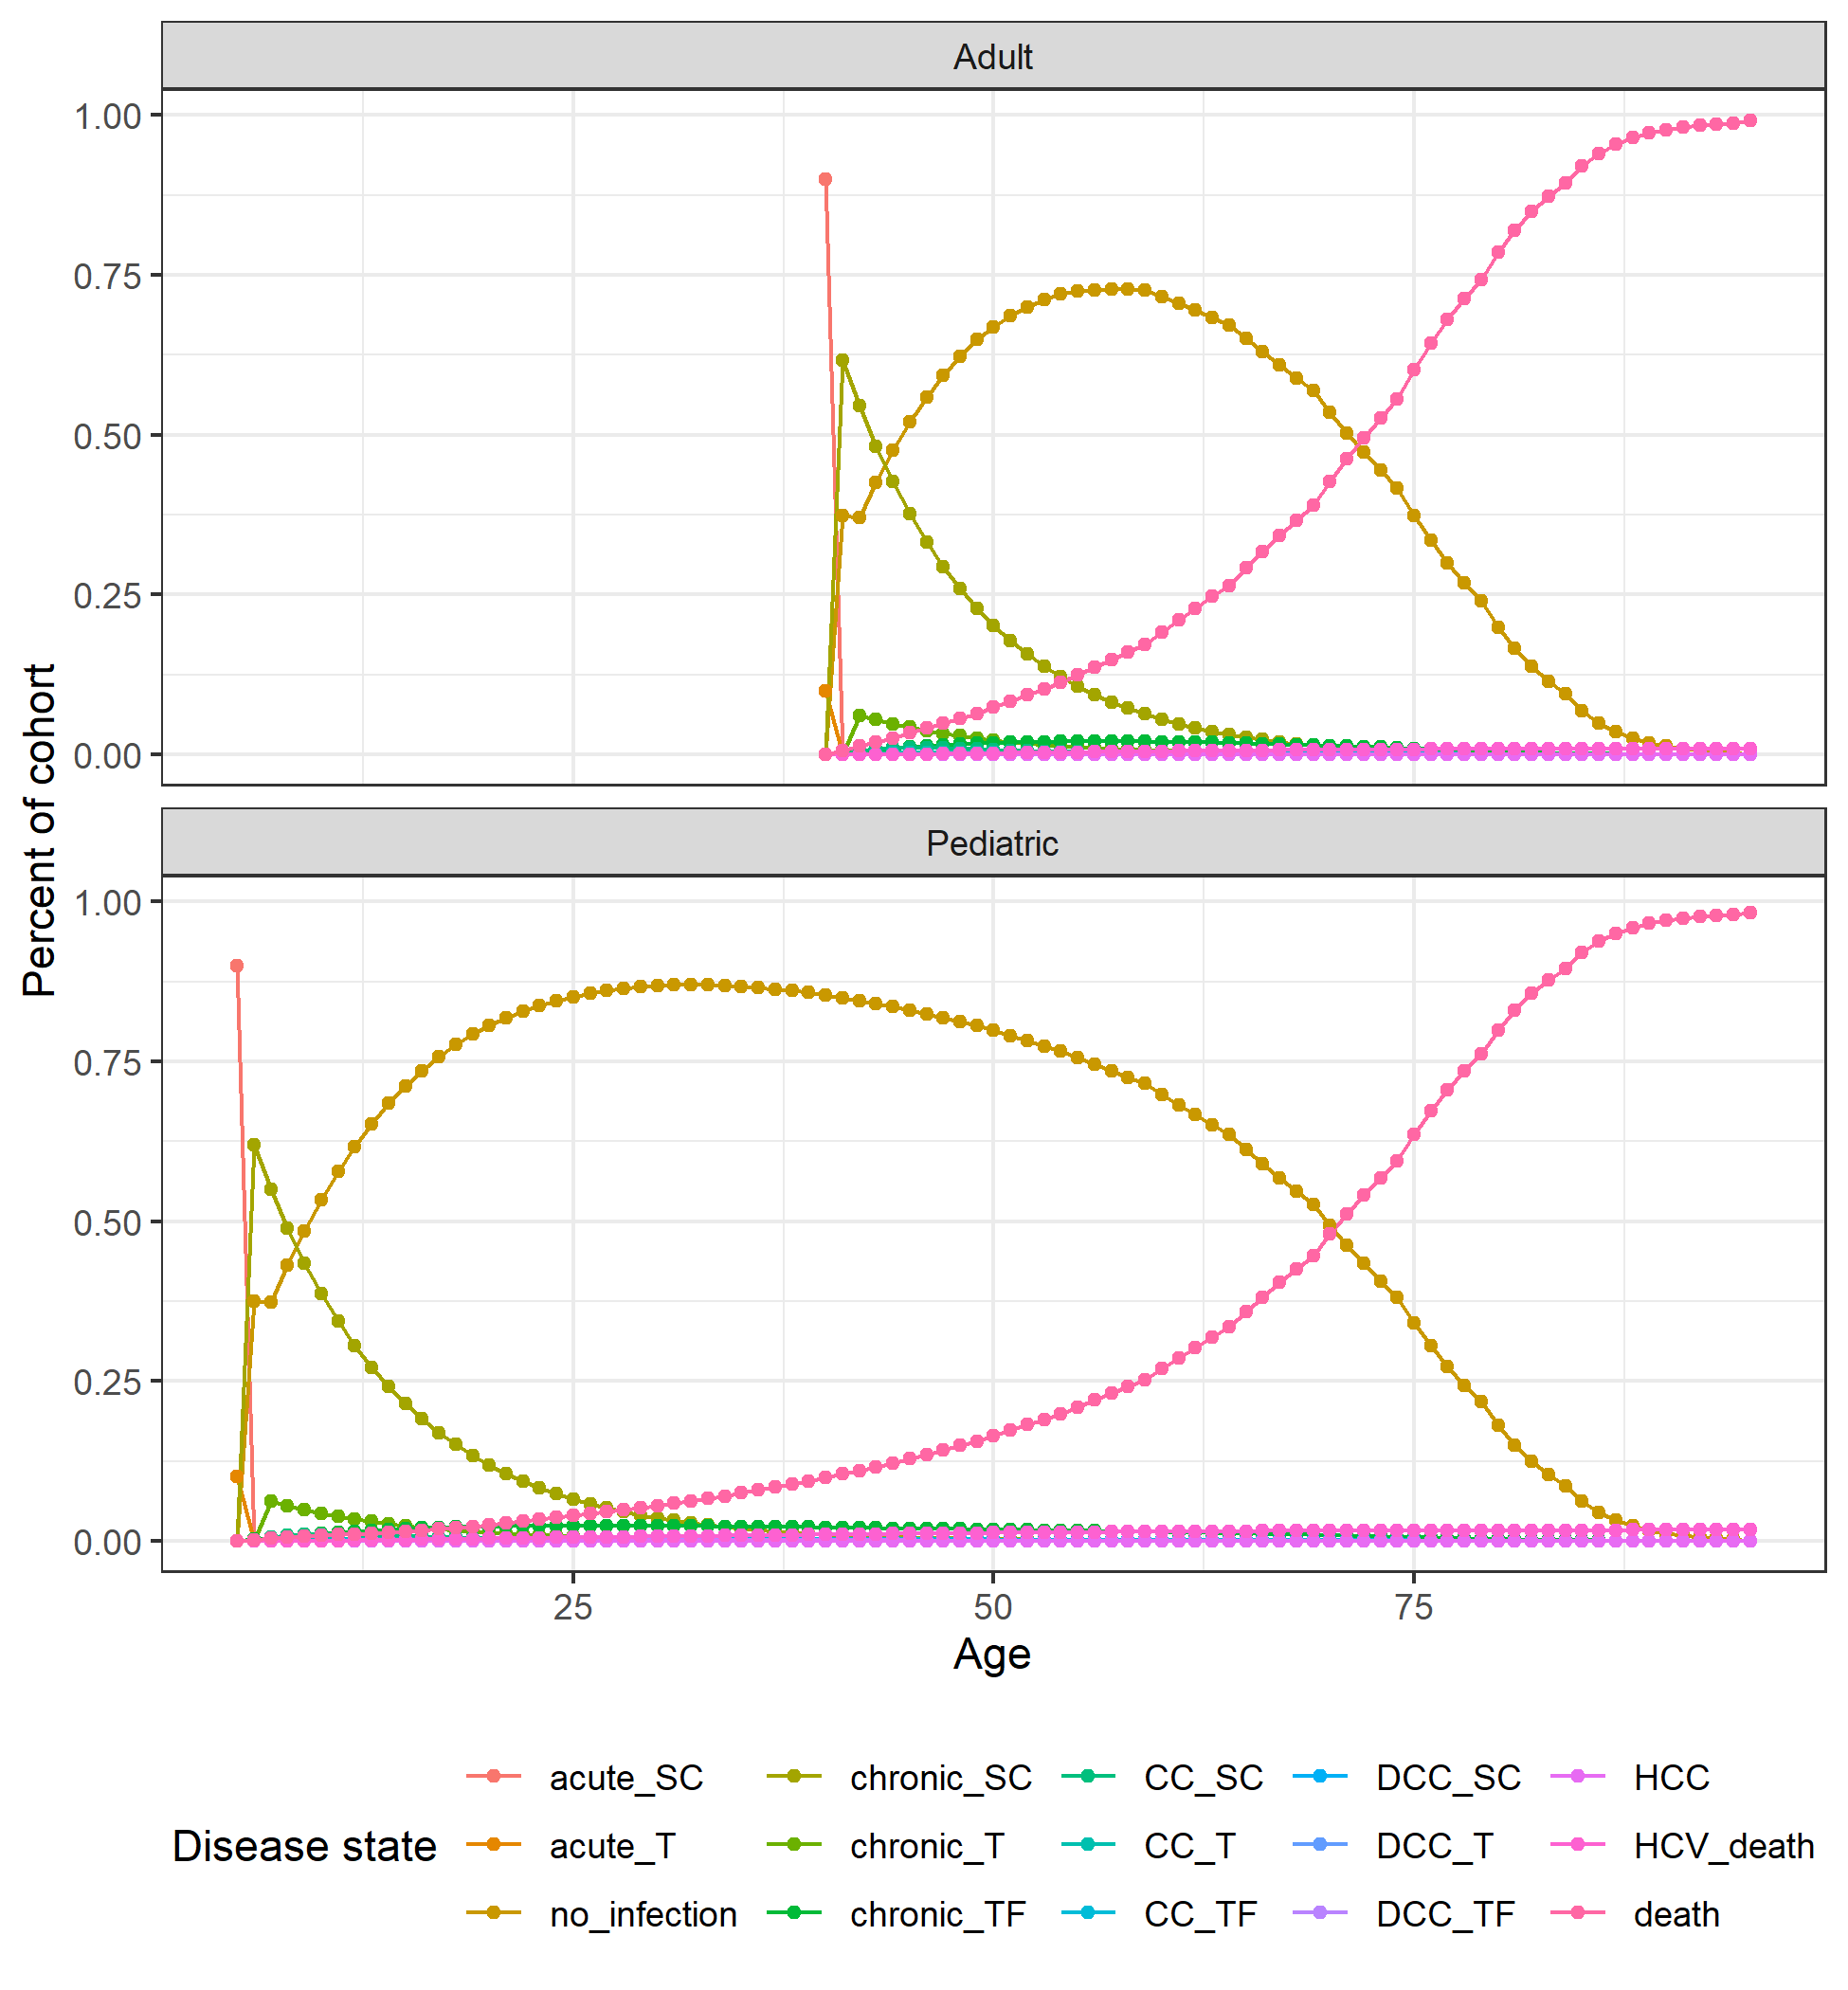 Adult
1.00
0.75
0.50
0.25
0.00
Percent of cohort
Pediatric
1.00
0.75
0.50
0.25
0.00
25 50 75
Age
Disease state
acute_SC chronic_SC CC_SC DCC_SC HCC
acute_T chronic_T CC_T DCC_T HCV_death
no_infection chronic_TF CC_TF DCC_TF death